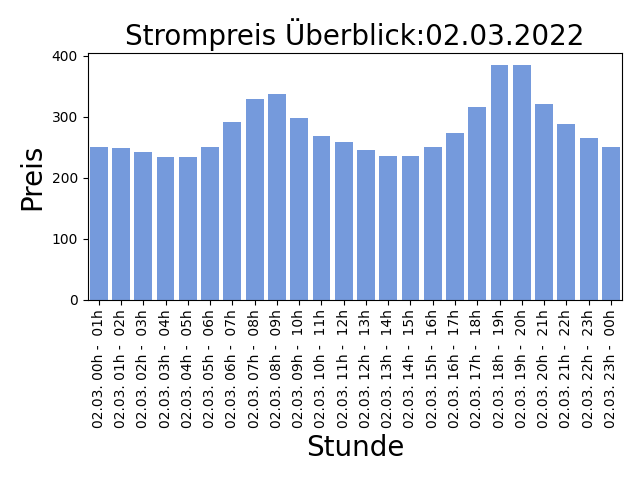 Strompreis Überblick:02.03.2022
Preis
400
300
200
100
0
02.03. 00h - 01h
02.03. 01h - 02h
02.03. 02h - 03h
02.03. 03h - 04h
02.03. 04h - 05h
02.03. 05h - 06h
02.03. 06h - 07h
02.03. 07h - 08h
02.03. 08h - 09h
02.03. 09h - 10h
02.03. 10h - 11h
02.03. 11h - 12h
02.03. 12h - 13h
02.03. 13h - 14h
02.03. 14h - 15h
02.03. 15h - 16h
02.03. 16h - 17h
02.03. 17h - 18h
02.03. 18h - 19h
02.03. 19h - 20h
02.03. 20h - 21h
02.03. 21h - 22h
02.03. 22h - 23h
02.03. 23h - 00h
Stunde